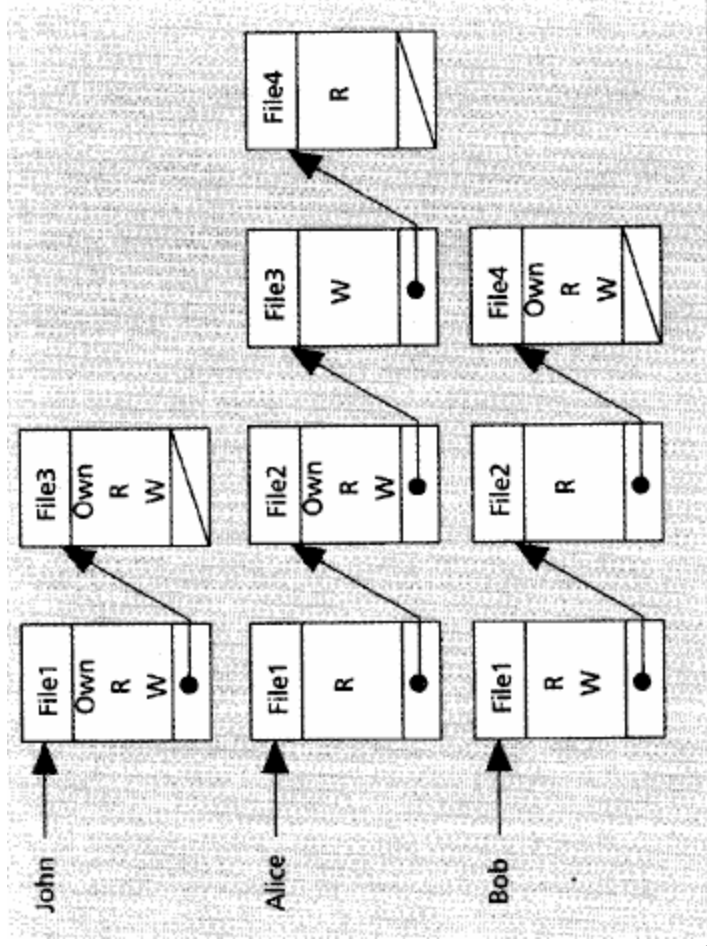 John
File1
Own
R
W
File3
Own
R
W
Alice
File1
R
File2
Own
R
W
File3
W
File4
R
Bob
File1
R
W
File2
R
File4
Own
R
W